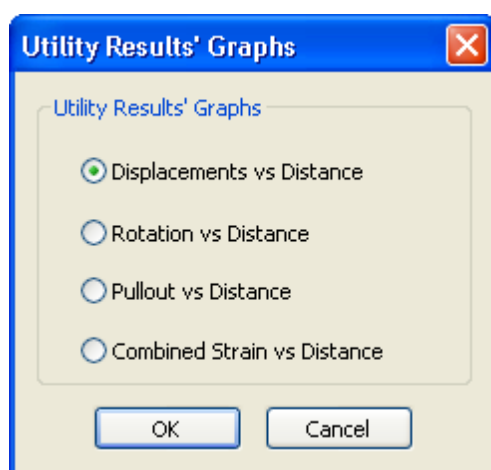 Utility Results' Graphs
Utility Results' Graphs
Displacements vs Distance
Rotation vs Distance
Pullout vs Distance
Combined Strain vs Distance
OK
Cancel